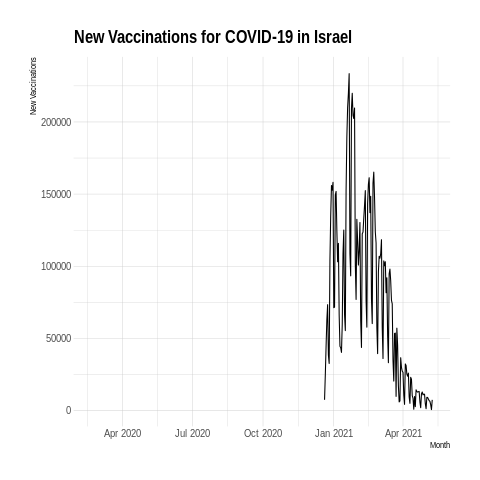 New Vaccinations for COVID-19 in Israel
New Vaccinations
200000
150000
100000
50000
0
Apr 2020 Jul 2020 Oct 2020 Jan 2021 Apr 2021
Month